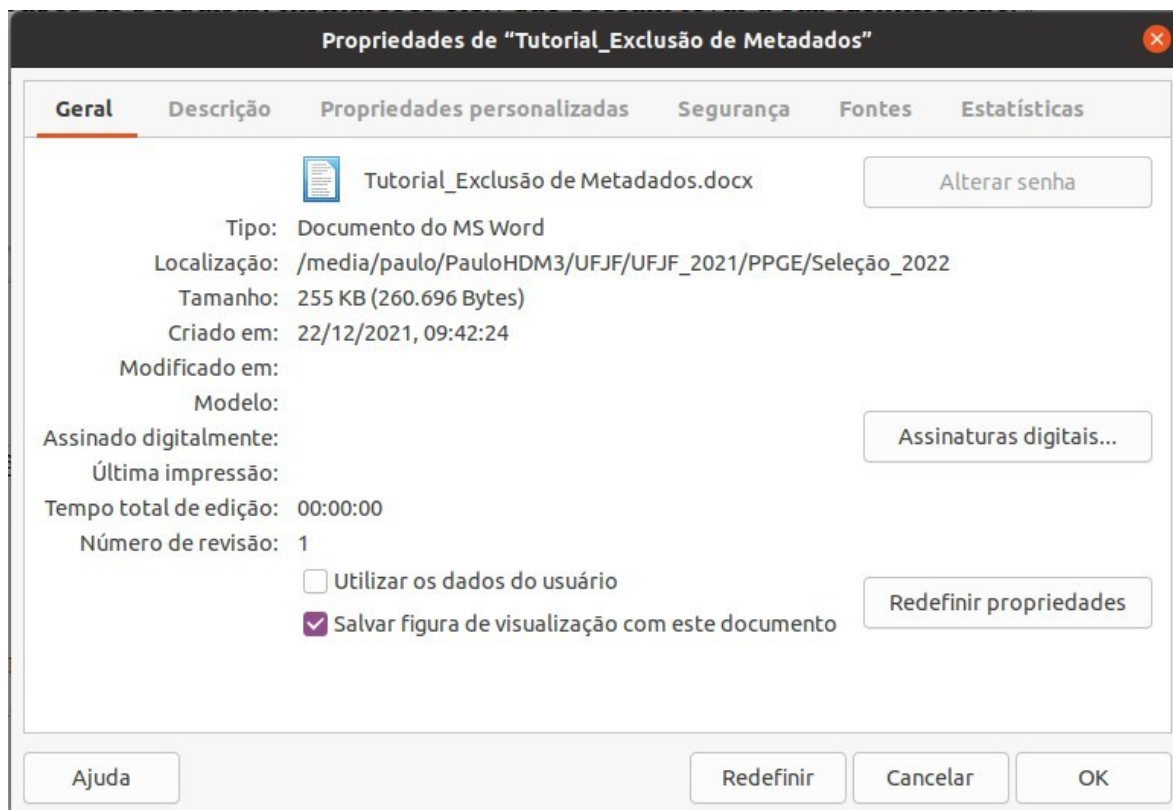 Propriedades de “Tutorial_Exclusão de Metadados”
Geral Descrição Propriedades personalizadas Segurança Fontes Estatísticas
Tutorial_Exclusão de Metadados.docx Alterar senha
Tipo: Documento do MS Word
Localização: /media/paulo/PauloHDM3/UFJF/UFJF_2021/PPGE/Seleção_2022
Tamanho: 255 KB (260.696 Bytes)
Criado em: 22/12/2021, 09:42:24
Modificado em:
Modelo:
Assinado digitalmente: Assinaturas digitais...
Última impressão:
Tempo total de edição: 00:00:00
Número de revisão: 1
Utilizar os dados do usuário
Redefinir propriedades
Salvar figura de visualização com este documento
Ajuda Redefinir Cancelar OK